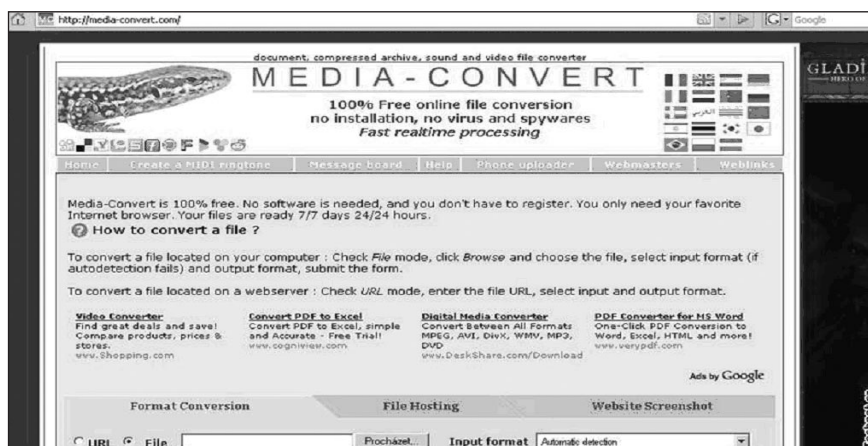 http://media-convert.com/
Google
document, compressed archive, sound and video file converter
MEDIA-CONVERT
100% Free online file conversion
no installation, no virus and spywares
Fast realtime processing
العربي
Home Create a MIDI ringtone Message board Help Phone uploader Webmasters Weblinks
GLADI
HERO OF
Media-Convert is 100% free. No software is needed, and you don't have to register. You only need your favorite
Internet browser. Your files are ready 7/7 days 24/24 hours.
How to convert a file ?
To convert a file located on your computer : Check File mode, click Browse and choose the file, select input format (if
autodetection fails) and output format, submit the form.
To convert a file located on a webserver : Check URL mode, enter the file URL, select input and output format.
Video Converter
Find great deals and save!
Compare products, prices &
stores.
www.Shopping.com
Convert PDF to Excel
Convert PDF to Excel, simple
and Accurate - Free Trial!
www.cogniview.com
Digital Media Converter
Convert Between All Formats
MPEG, AVI, DivX, WMV, MP3,
DVD
www.DeskShare.com/Download
PDF Converter for MS Word
One-Click PDF Conversion to
Word, Excel, HTML and more!
www.verypdf.com
Ads by Google
Format Conversion File Hosting Website Screenshot
URL File Procházet... Input format Automatic detection